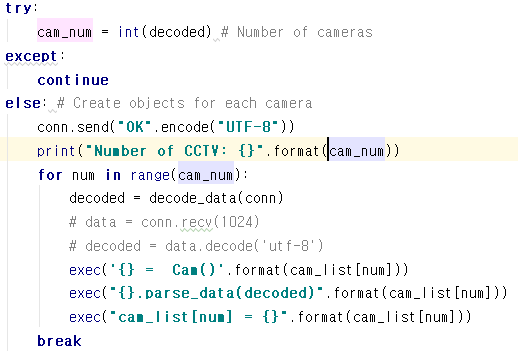 try:
    cam_num = int(decoded) # Number of cameras
except:
    continue
else: # Create objects for each camera
    conn.send("OK".encode("UTF-8"))
    print("Number of CCTV: {}".format(cam_num))
    for num in range(cam_num):
        decoded = decode_data(conn)
        # data = conn.recv(1024)
        # decoded = data.decode('utf-8')
        exec('{} =  Cam()'.format(cam_list[num]))
        exec("{}.parse_data(decoded)".format(cam_list[num]))
        exec("cam_list[num] = {}".format(cam_list[num]))
    break